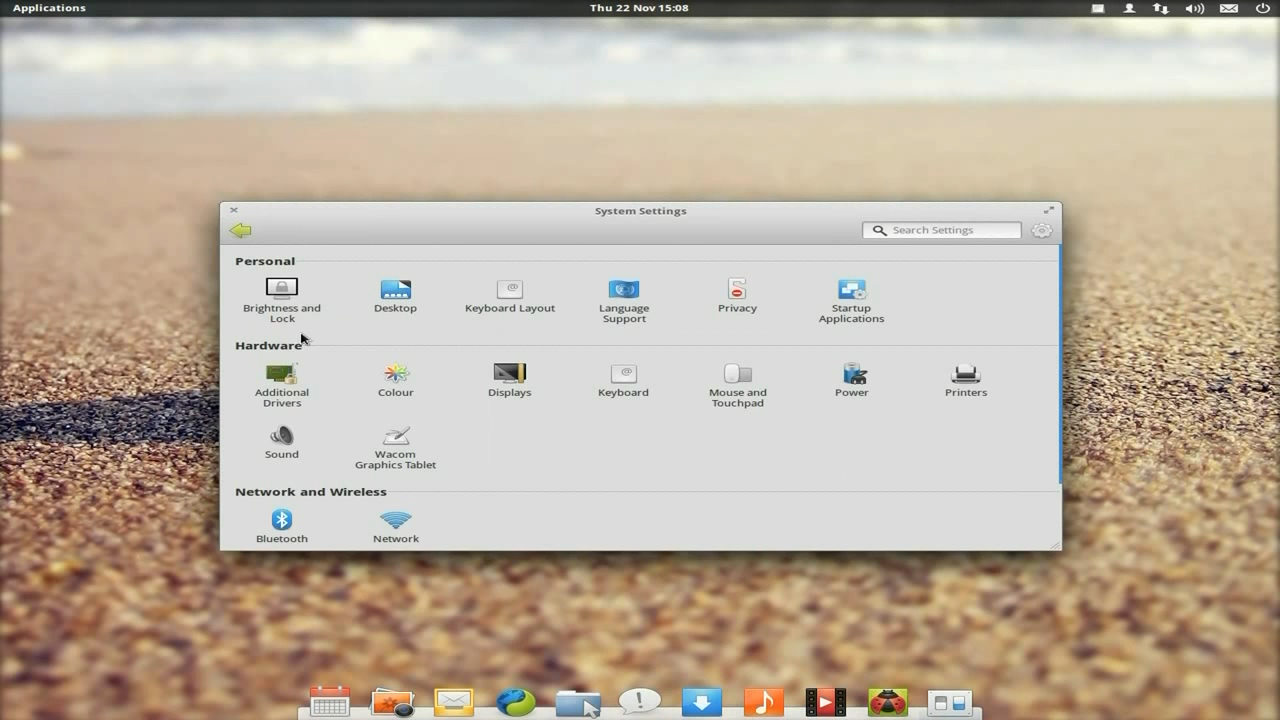 Applications
Thu 22 Nov 15:08
System Settings
Search Settings
Personal
Brightness and
Lock
Desktop
Keyboard Layout
Language
Support
Privacy
Startup
Applications
Hardware
Additional
Drivers
Colour
Displays
Keyboard
Mouse and
Touchpad
Power
Printers
Sound
Wacom
Graphics Tablet
Network and Wireless
Bluetooth
Network